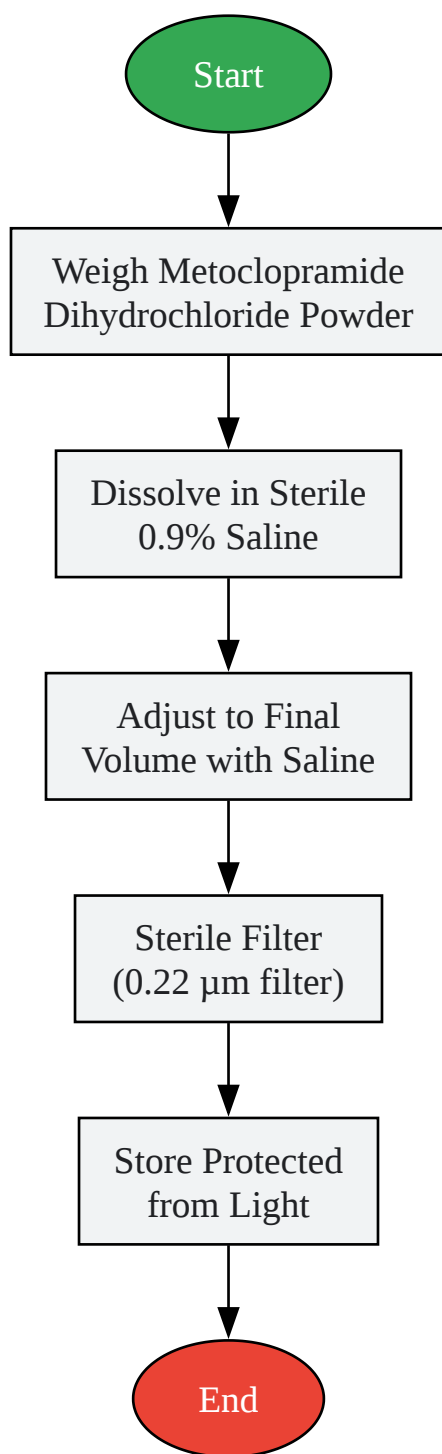 Start
Weigh Metoclopramide
Dihydrochloride Powder
Dissolve in Sterile
0.9% Saline
Adjust to Final
Volume with Saline
Sterile Filter
(0.22 µm filter)
Store Protected
from Light
End